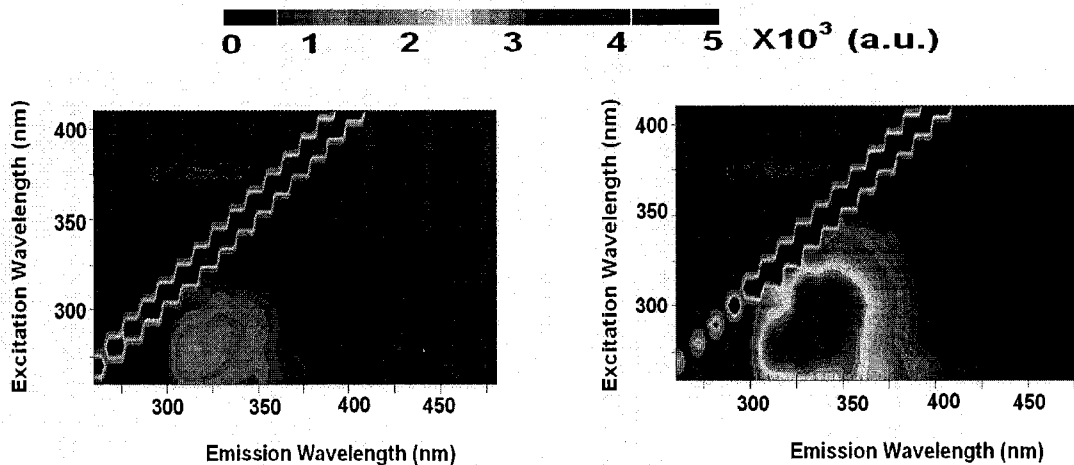 0 1 2 3 4 5 X10³ (a.u.)
Excitation Wavelength (nm)
400
350
300
300 350 400 450
Emission Wavelength (nm)
Excitation Wavelength (nm)
400
350
300
300 350 400 450
Emission Wavelength (nm)